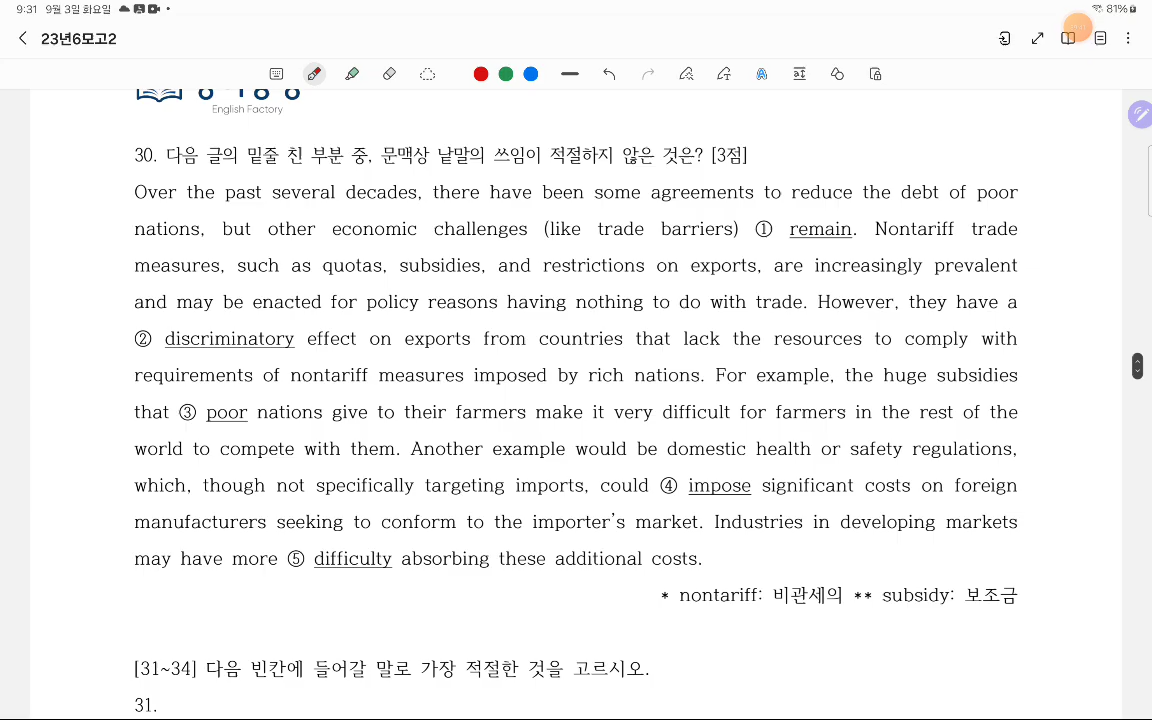 9:31 9월 3일 화요일
81%
23년6모고2
English Factory
30. 다음 글의 밑줄 친 부분 중, 문맥상 낱말의 쓰임이 적절하지 않은 것은? [3점]
Over the past several decades, there have been some agreements to reduce the debt of poor
nations, but other economic challenges (like trade barriers) ① remain. Nontariff trade
measures, such as quotas, subsidies, and restrictions on exports, are increasingly prevalent
and may be enacted for policy reasons having nothing to do with trade. However, they have a
② discriminatory effect on exports from countries that lack the resources to comply with
requirements of nontariff measures imposed by rich nations. For example, the huge subsidies
that ③ poor nations give to their farmers make it very difficult for farmers in the rest of the
world to compete with them. Another example would be domestic health or safety regulations,
which, though not specifically targeting imports, could ④ impose significant costs on foreign
manufacturers seeking to conform to the importer's market. Industries in developing markets
may have more ⑤ difficulty absorbing these additional costs.
* nontariff: 비관세의 ** subsidy: 보조금
[31~34] 다음 빈칸에 들어갈 말로 가장 적절한 것을 고르시오.
31.